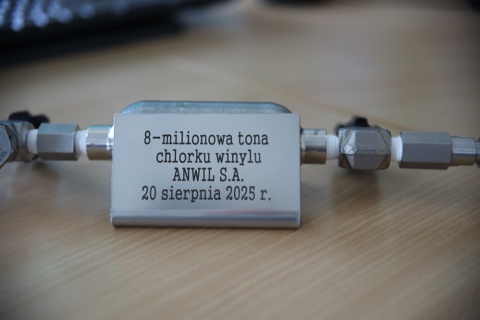 8-milionowa tona
chlorku winylu
ANWIL S.A.
20 sierpnia 2025 r.